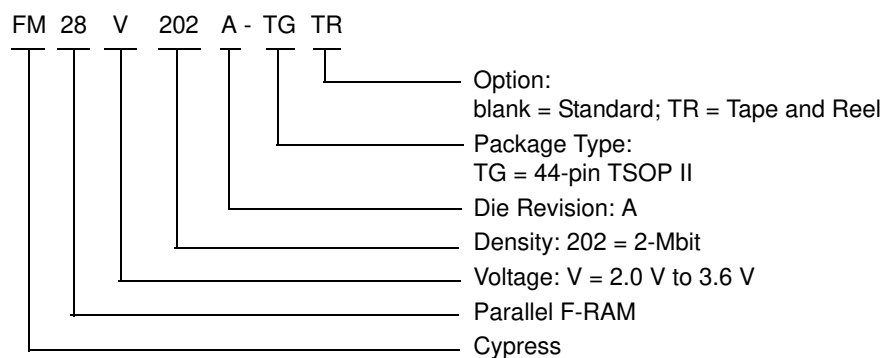 FM 28 V 202 A - TG TR
Option:
blank = Standard; TR = Tape and Reel
Package Type:
TG = 44-pin TSOP II
Die Revision: A
Density: 202 = 2-Mbit
Voltage: V = 2.0 V to 3.6 V
Parallel F-RAM
Cypress